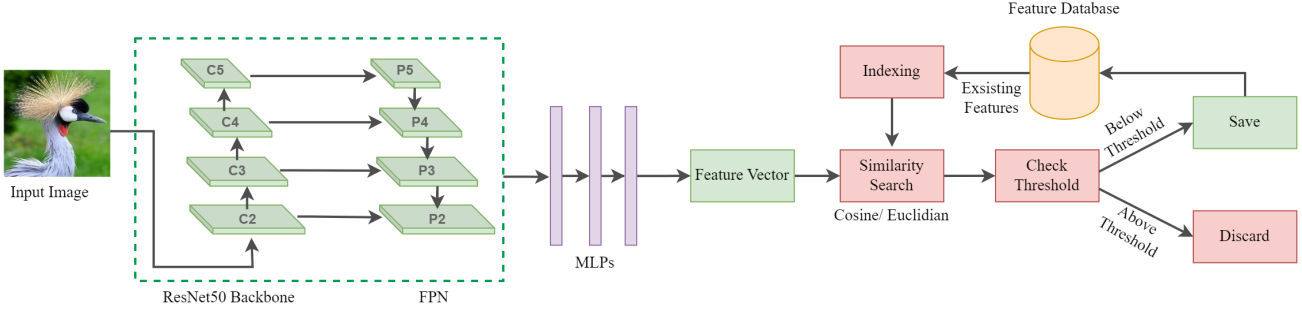 Input Image
C5
C4
C3
C2
ResNet50 Backbone
P5
P4
P3
P2
FPN
MLPs
Feature Vector
Feature Database
Indexing
Exsisting
Features
Similarity
Search
Cosine/ Euclidian
Check
Threshold
Below
Threshold
Above
Threshold
Save
Discard